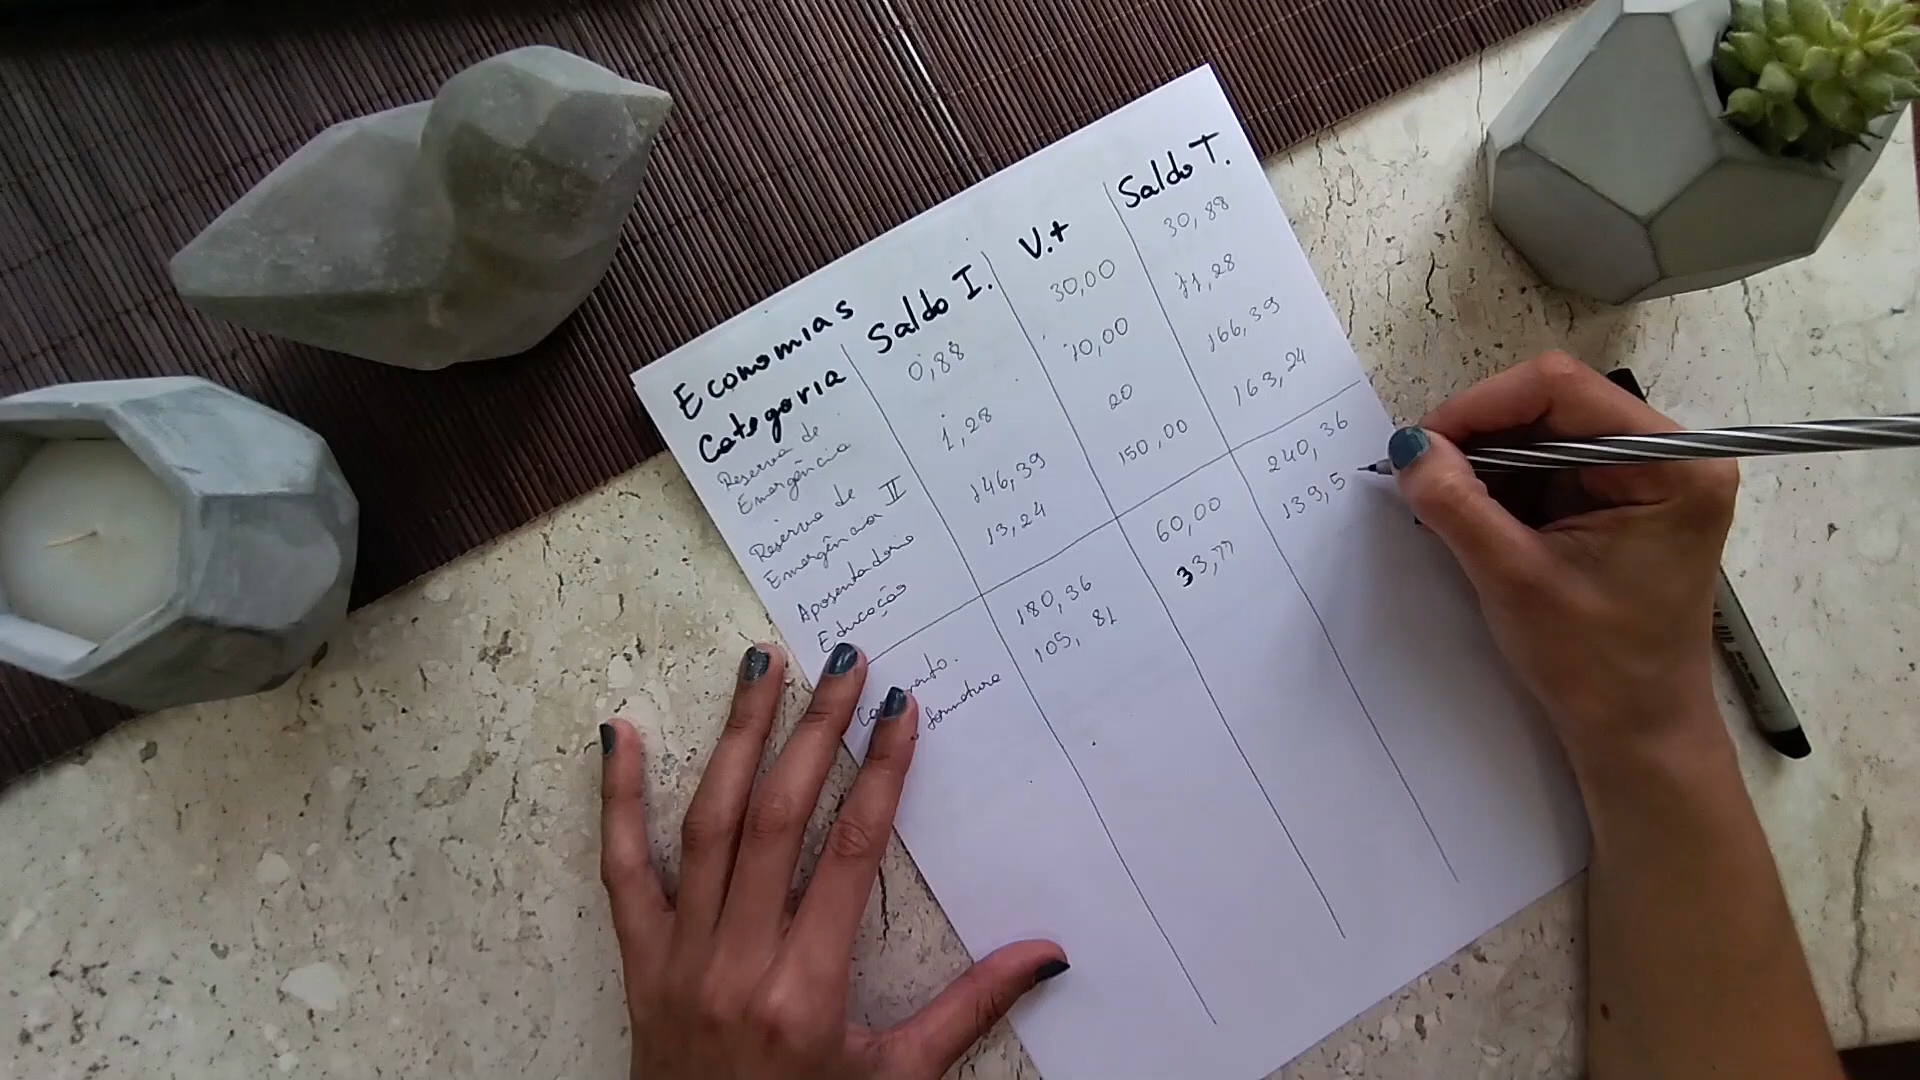 Economias
Categoria Saldo I. V.+ Saldo T.
Reserva de
Emergência 0,88 30,00 30,88
Reserva de
Emergência II 1,28 10,00 11,28
Aposentadoria 146,39 20 166,39
Educação 13,24 150,00 163,24
180,36 60,00 240,36
formatura 105,81 33,77 139,5